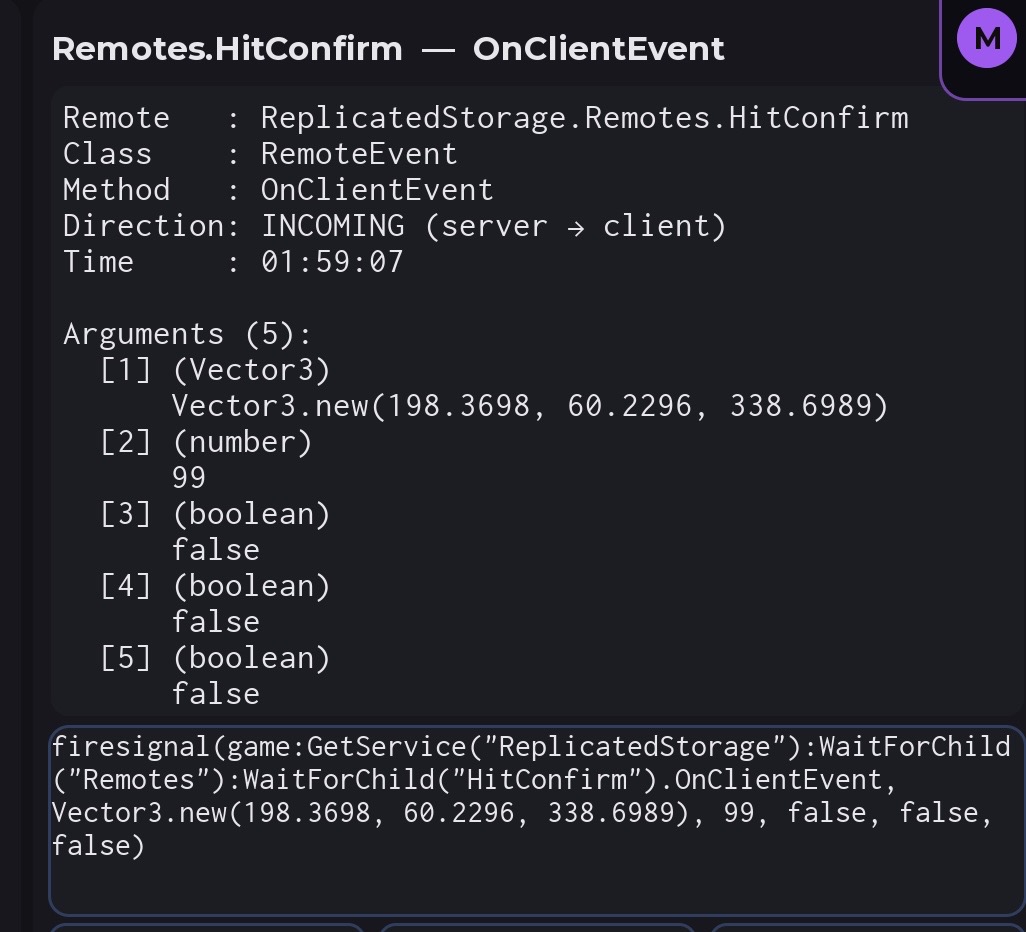 Remotes.HitConfirm — OnClientEvent
M
Remote   : ReplicatedStorage.Remotes.HitConfirm
Class    : RemoteEvent
Method   : OnClientEvent
Direction: INCOMING (server → client)
Time     : 01:59:07
Arguments (5):
[1] (Vector3)
Vector3.new(198.3698, 60.2296, 338.6989)
[2] (number)
99
[3] (boolean)
false
[4] (boolean)
false
[5] (boolean)
false
firesignal(game:GetService("ReplicatedStorage"):WaitForChild
("Remotes"):WaitForChild("HitConfirm").OnClientEvent,
Vector3.new(198.3698, 60.2296, 338.6989), 99, false, false,
false)